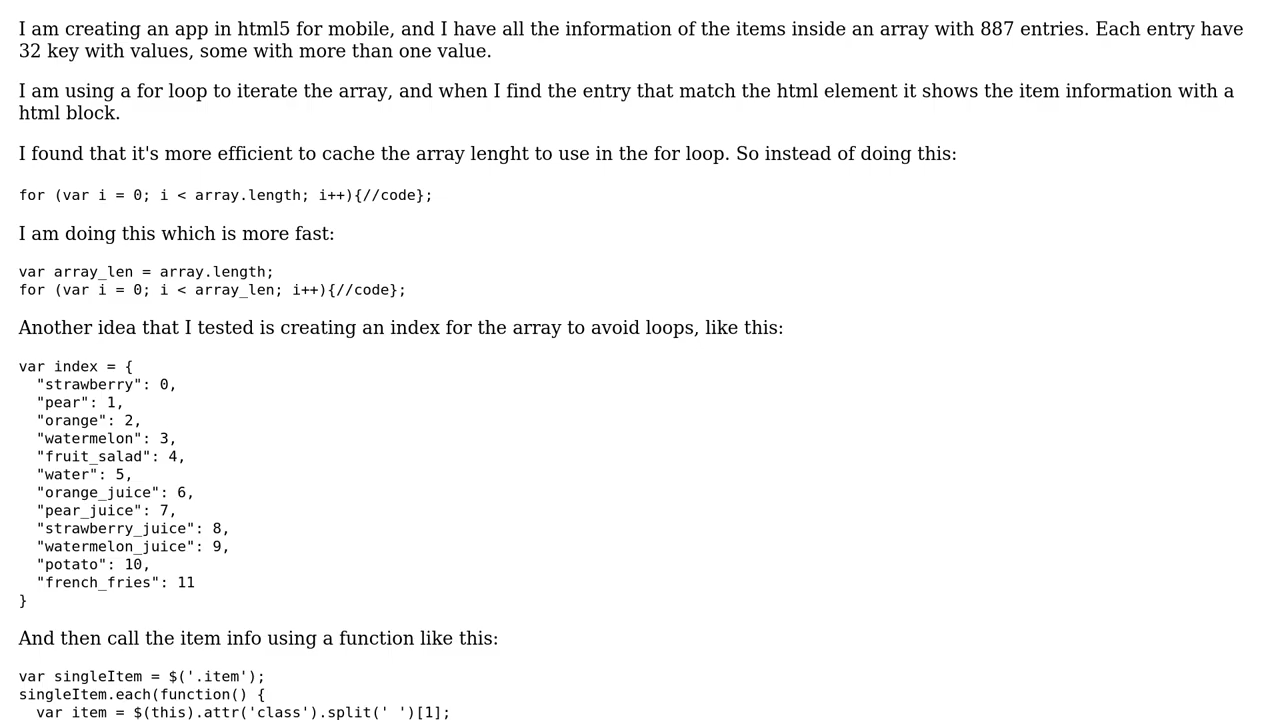 I am creating an app in html5 for mobile, and I have all the information of the items inside an array with 887 entries. Each entry have
32 key with values, some with more than one value.
I am using a for loop to iterate the array, and when I find the entry that match the html element it shows the item information with a
html block.
I found that it's more efficient to cache the array lenght to use in the for loop. So instead of doing this:
for (var i = 0; i < array.length; i++){//code};
I am doing this which is more fast:
var array_len = array.length;
for (var i = 0; i < array_len; i++){//code};
Another idea that I tested is creating an index for the array to avoid loops, like this:
var index = {
  "strawberry": 0,
  "pear": 1,
  "orange": 2,
  "watermelon": 3,
  "fruit_salad": 4,
  "water": 5,
  "orange_juice": 6,
  "pear_juice": 7,
  "strawberry_juice": 8,
  "watermelon_juice": 9,
  "potato": 10,
  "french_fries": 11
}
And then call the item info using a function like this:
var singleItem = $('.item');
singleItem.each(function() {
  var item = $(this).attr('class').split(' ')[1];